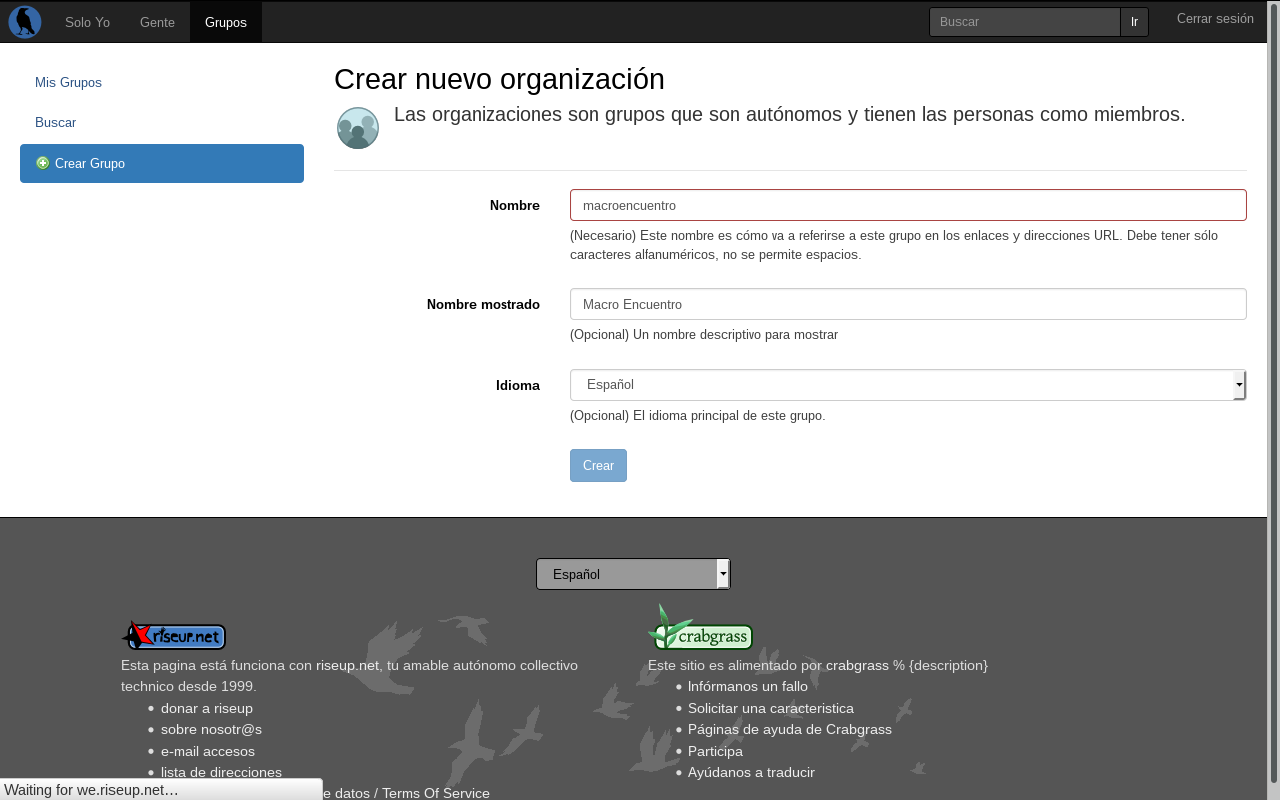 Solo Yo Gente Grupos Buscar Ir Cerrar sesión
Mis Grupos
Buscar
Crear Grupo
Crear nuevo organización
Las organizaciones son grupos que son autónomos y tienen las personas como miembros.
Nombre macroencuentro
(Necesario) Este nombre es cómo va a referirse a este grupo en los enlaces y direcciones URL. Debe tener sólo
caracteres alfanuméricos, no se permite espacios.
Nombre mostrado Macro Encuentro
(Opcional) Un nombre descriptivo para mostrar
Idioma Español
(Opcional) El idioma principal de este grupo.
Crear
Español
riseup.net
Esta pagina está funciona con riseup.net, tu amable autónomo collectivo
technico desde 1999.
donar a riseup
sobre nosotr@s
e-mail accesos
lista de direcciones
e datos / Terms Of Service
crabgrass
Este sitio es alimentado por crabgrass % {description}
Infórmanos un fallo
Solicitar una caracteristica
Páginas de ayuda de Crabgrass
Participa
Ayúdanos a traducir
Waiting for we.riseup.net…